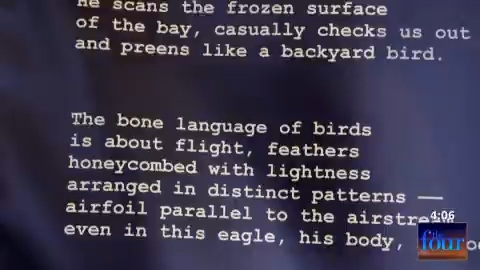 He scans the frozen surface
of the bay, casually checks us out
and preens like a backyard bird.
The bone language of birds
is about flight, feathers
honeycombed with lightness
arranged in distinct patterns —
airfoil parallel to the airstream
even in this eagle, his body,
4:06
the
four